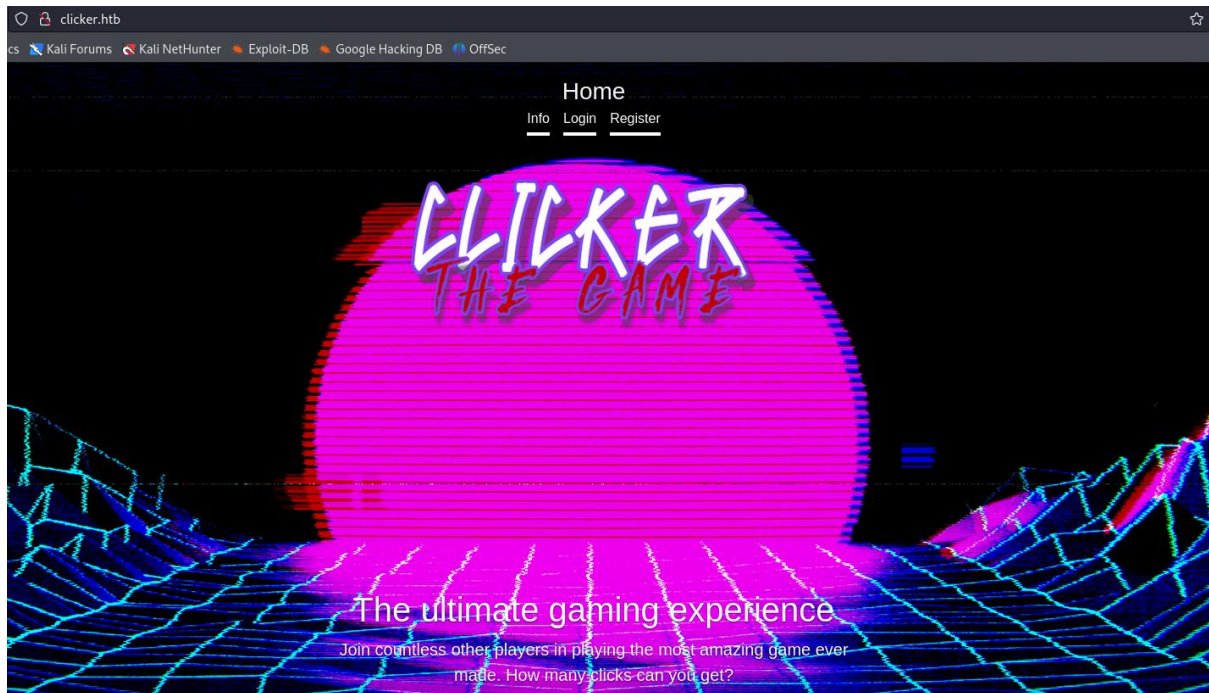 clicker.htb
cs Kali Forums Kali NetHunter Exploit-DB Google Hacking DB OffSec
Home
Info Login Register
CLICKER
THE GAME
The ultimate gaming experience
Join countless other players in playing the most amazing game ever
made. How many clicks can you get?